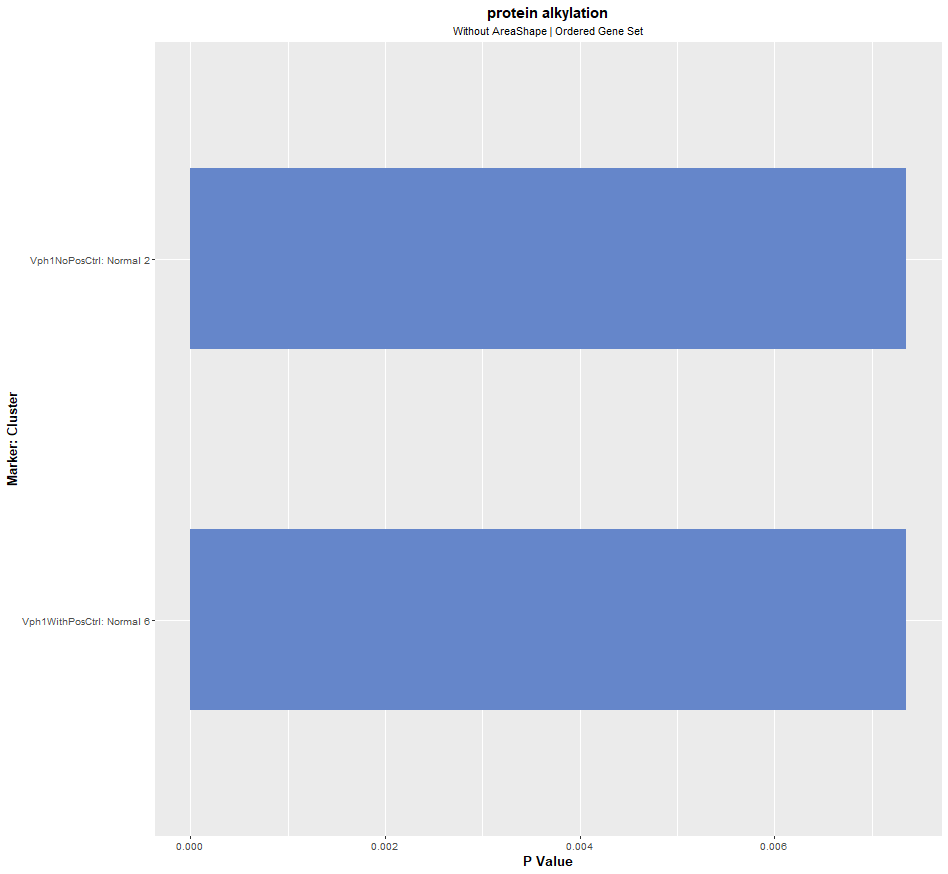 protein alkylation
Without AreaShape | Ordered Gene Set
Marker: Cluster
Vph1NoPosCtrl: Normal 2
Vph1WithPosCtrl: Normal 6
0.000
0.002
0.004
0.006
P Value